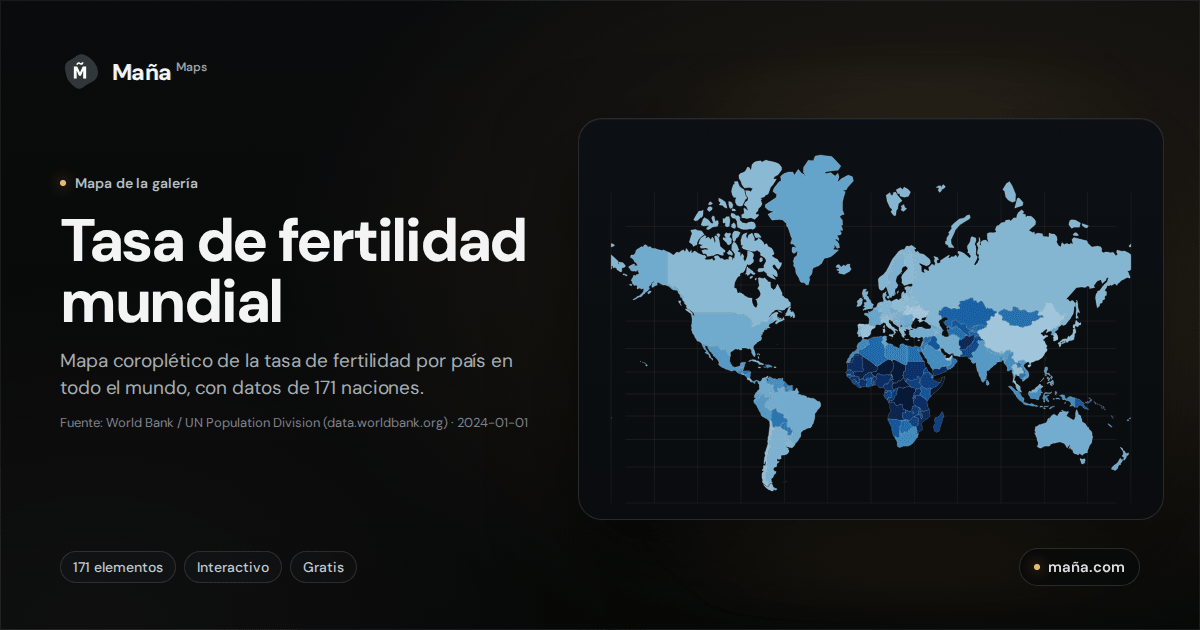 M̃
Maña Maps
Mapa de la galería
Tasa de fertilidad
mundial
Mapa coroplético de la tasa de fertilidad por país en
todo el mundo, con datos de 171 naciones.
Fuente: World Bank / UN Population Division (data.worldbank.org) · 2024-01-01
171 elementos
Interactivo
Gratis
maña.com